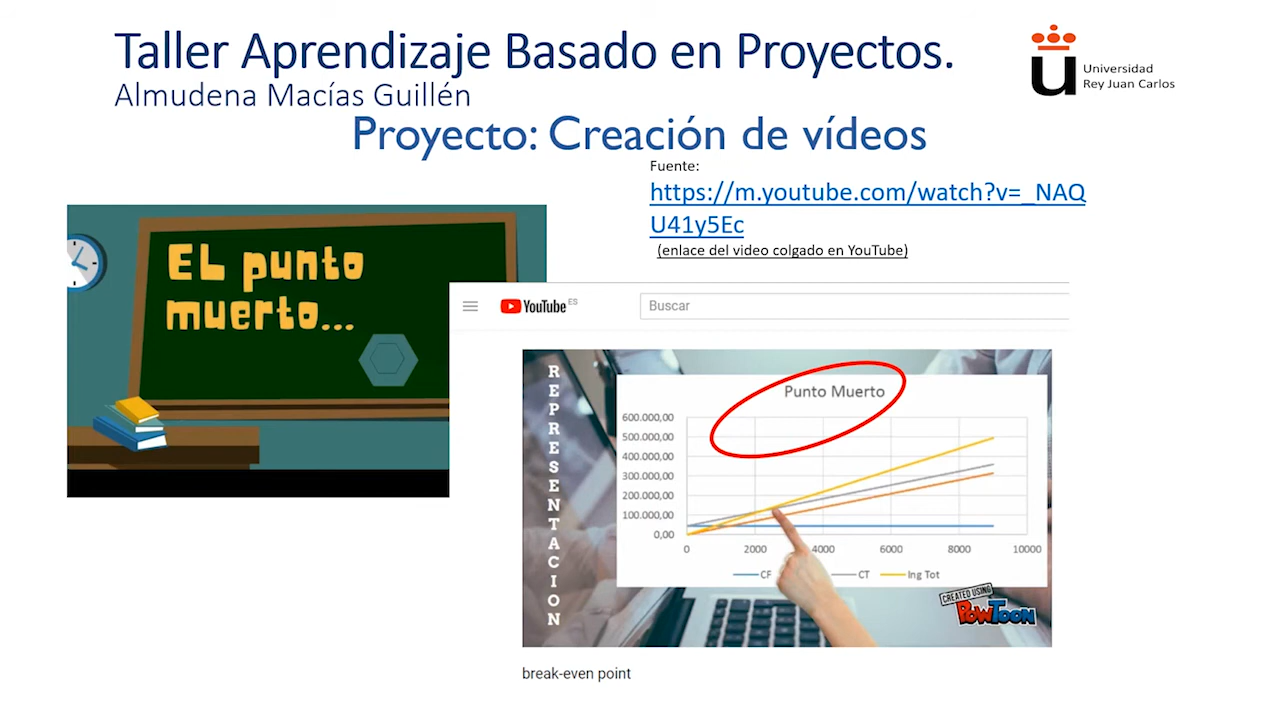 Taller Aprendizaje Basado en Proyectos.
Almudena Macías Guillén
Universidad
Rey Juan Carlos
Proyecto: Creación de vídeos
Fuente:
https://m.youtube.com/watch?v=_NAQ
U41y5Ec
(enlace del video colgado en YouTube)
EL punto
muerto...
YouTube ES
Buscar
REPRESENTACION
Punto Muerto
600.000,00
500.000,00
400.000,00
300.000,00
200.000,00
100.000,00
0,00
0 2000 4000 6000 8000 10000
CF CT Ing Tot
CREATED USING
POWTOON
break-even point